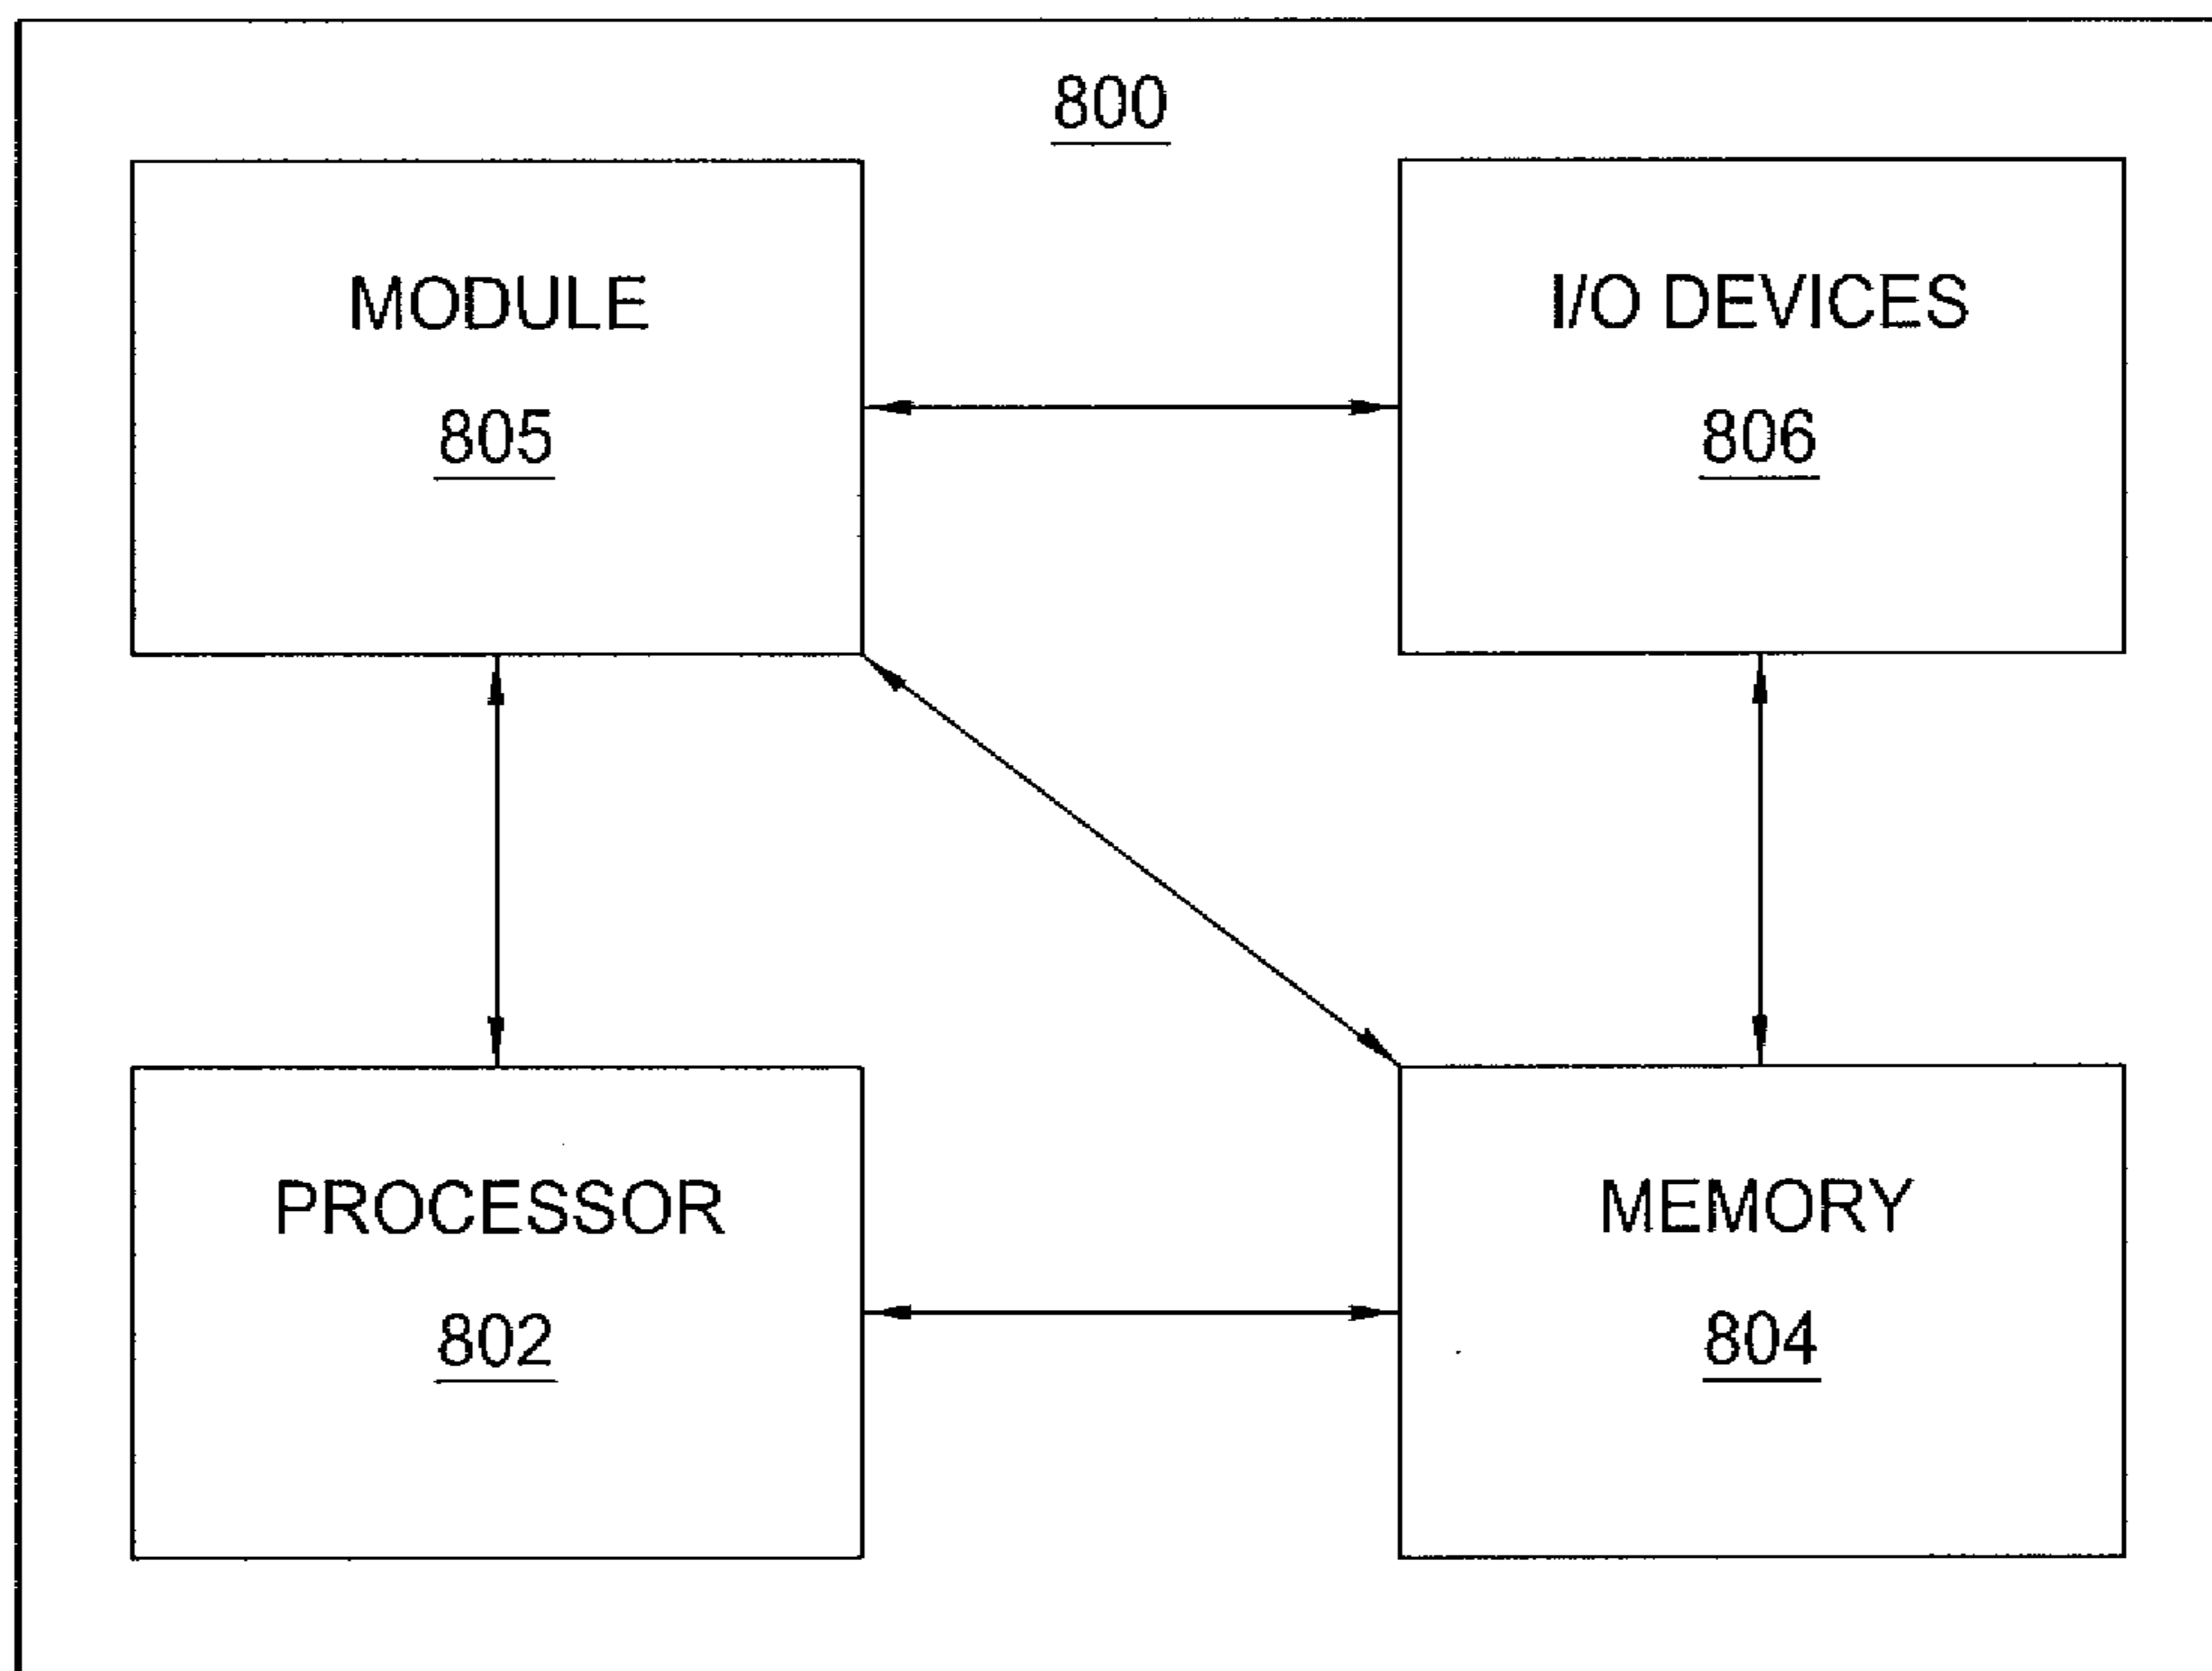 800
MODULE
805
I/O DEVICES
806
PROCESSOR
802
MEMORY
804